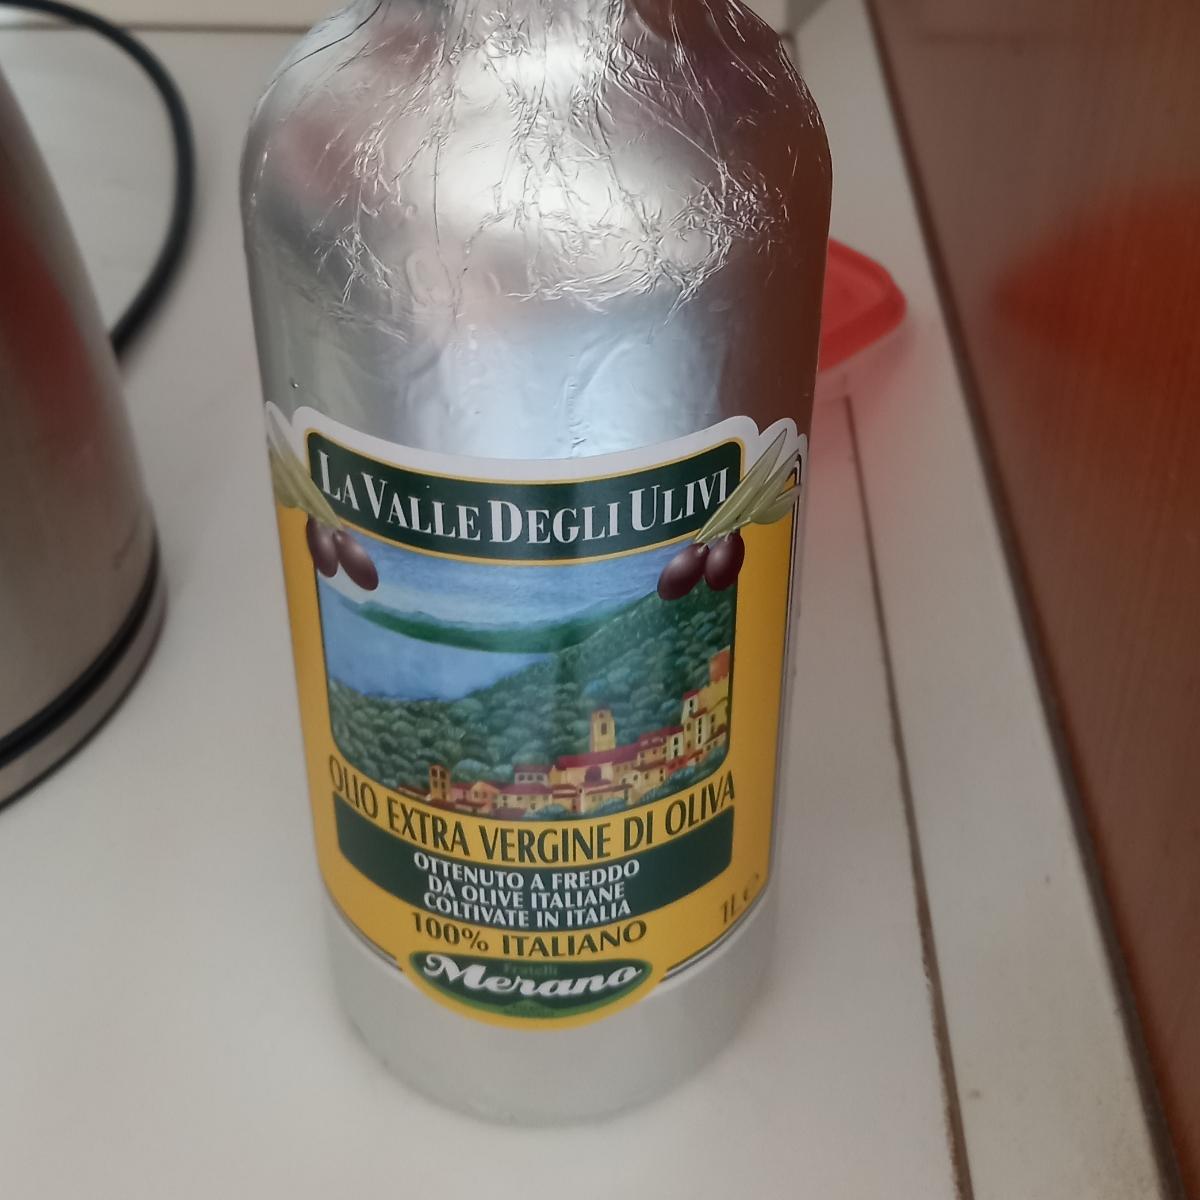 LA VALLE DEGLI ULIVI
OLIO EXTRA VERGINE DI OLIVA
OTTENUTO A FREDDO
DA OLIVE ITALIANE
COLTIVATE IN ITALIA
100% ITALIANO
1L e
Fratelli
Merano